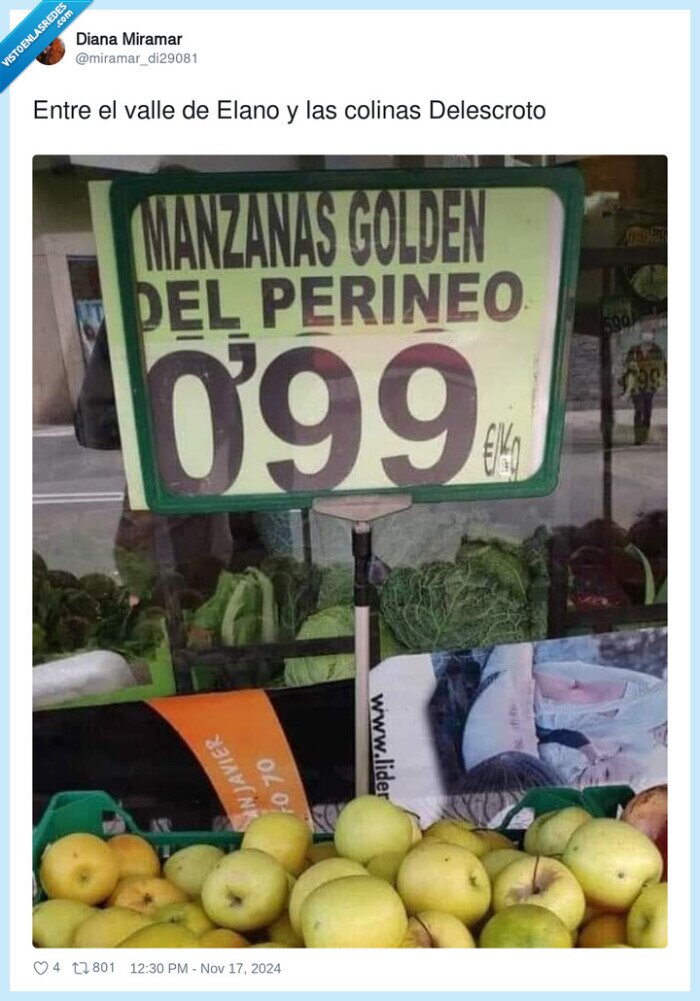 VISTOENLASREDES
.com
Diana Miramar
@miramar_di29081
Entre el valle de Elano y las colinas Delescroto
MANZANAS GOLDEN
DEL PERINEO
0'99
€/Kg
www.lider
4 801 12:30 PM - Nov 17, 2024